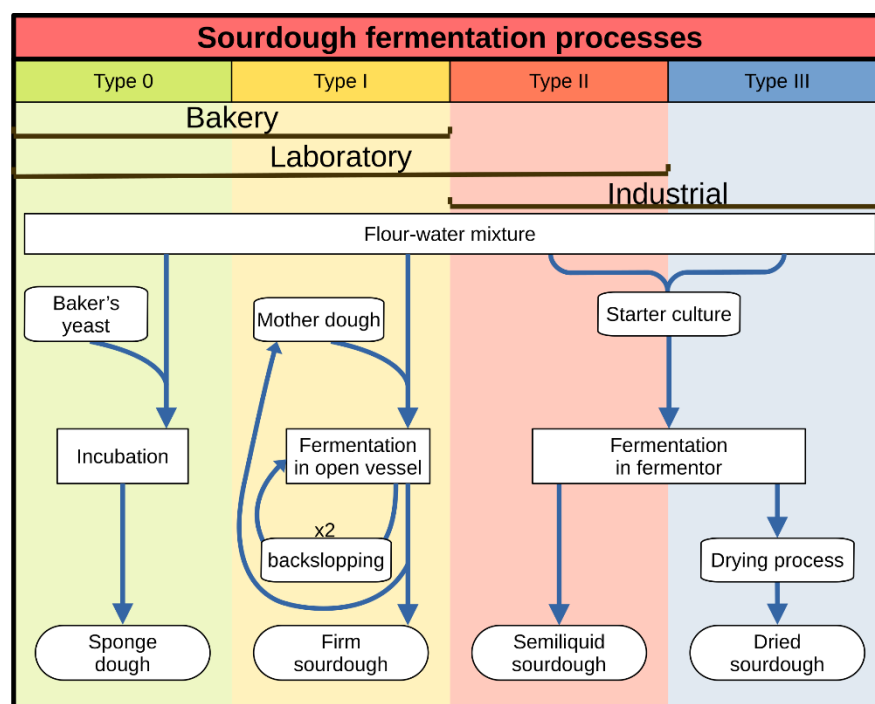 Sourdough fermentation processes
Type 0
Type I
Type II
Type III
Bakery
Laboratory
Industrial
Flour-water mixture
Baker's
yeast
Mother dough
Starter culture
Incubation
Fermentation
in open vessel
Fermentation
in fermentor
x2
backslopping
Drying process
Sponge
dough
Firm
sourdough
Semiliquid
sourdough
Dried
sourdough